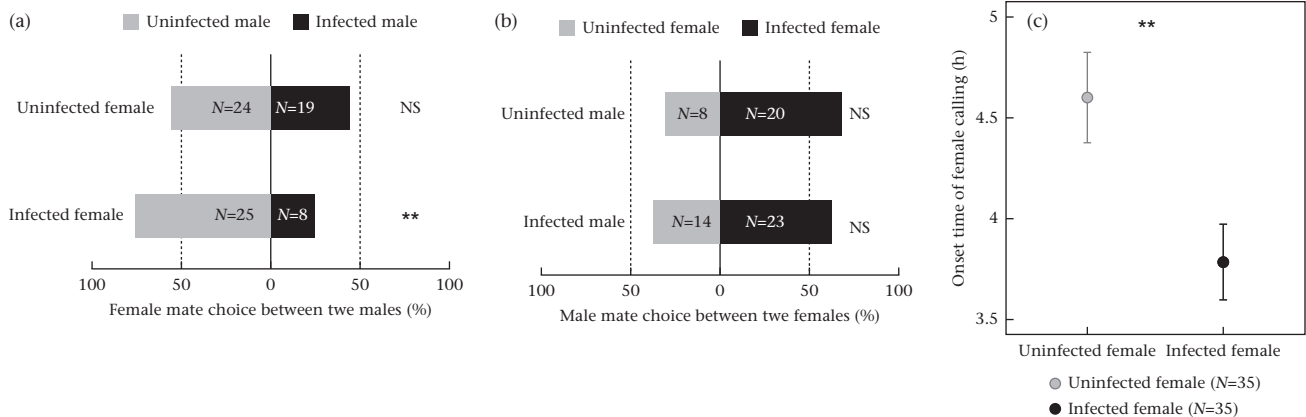 (a)
Uninfected male
Infected male
Uninfected female
N=24
N=19
NS
Infected female
N=25
N=8
**
100
50
0
50
100
Female mate choice between twe males (%)
(b)
Uninfected female
Infected female
Uninfected male
N=8
N=20
NS
Infected male
N=14
N=23
NS
100
50
0
50
100
Male mate choice between twe females (%)
(c)
**
Onset time of female calling (h)
5
4.5
4
3.5
Uninfected female
Infected female
Uninfected female (N=35)
Infected female (N=35)